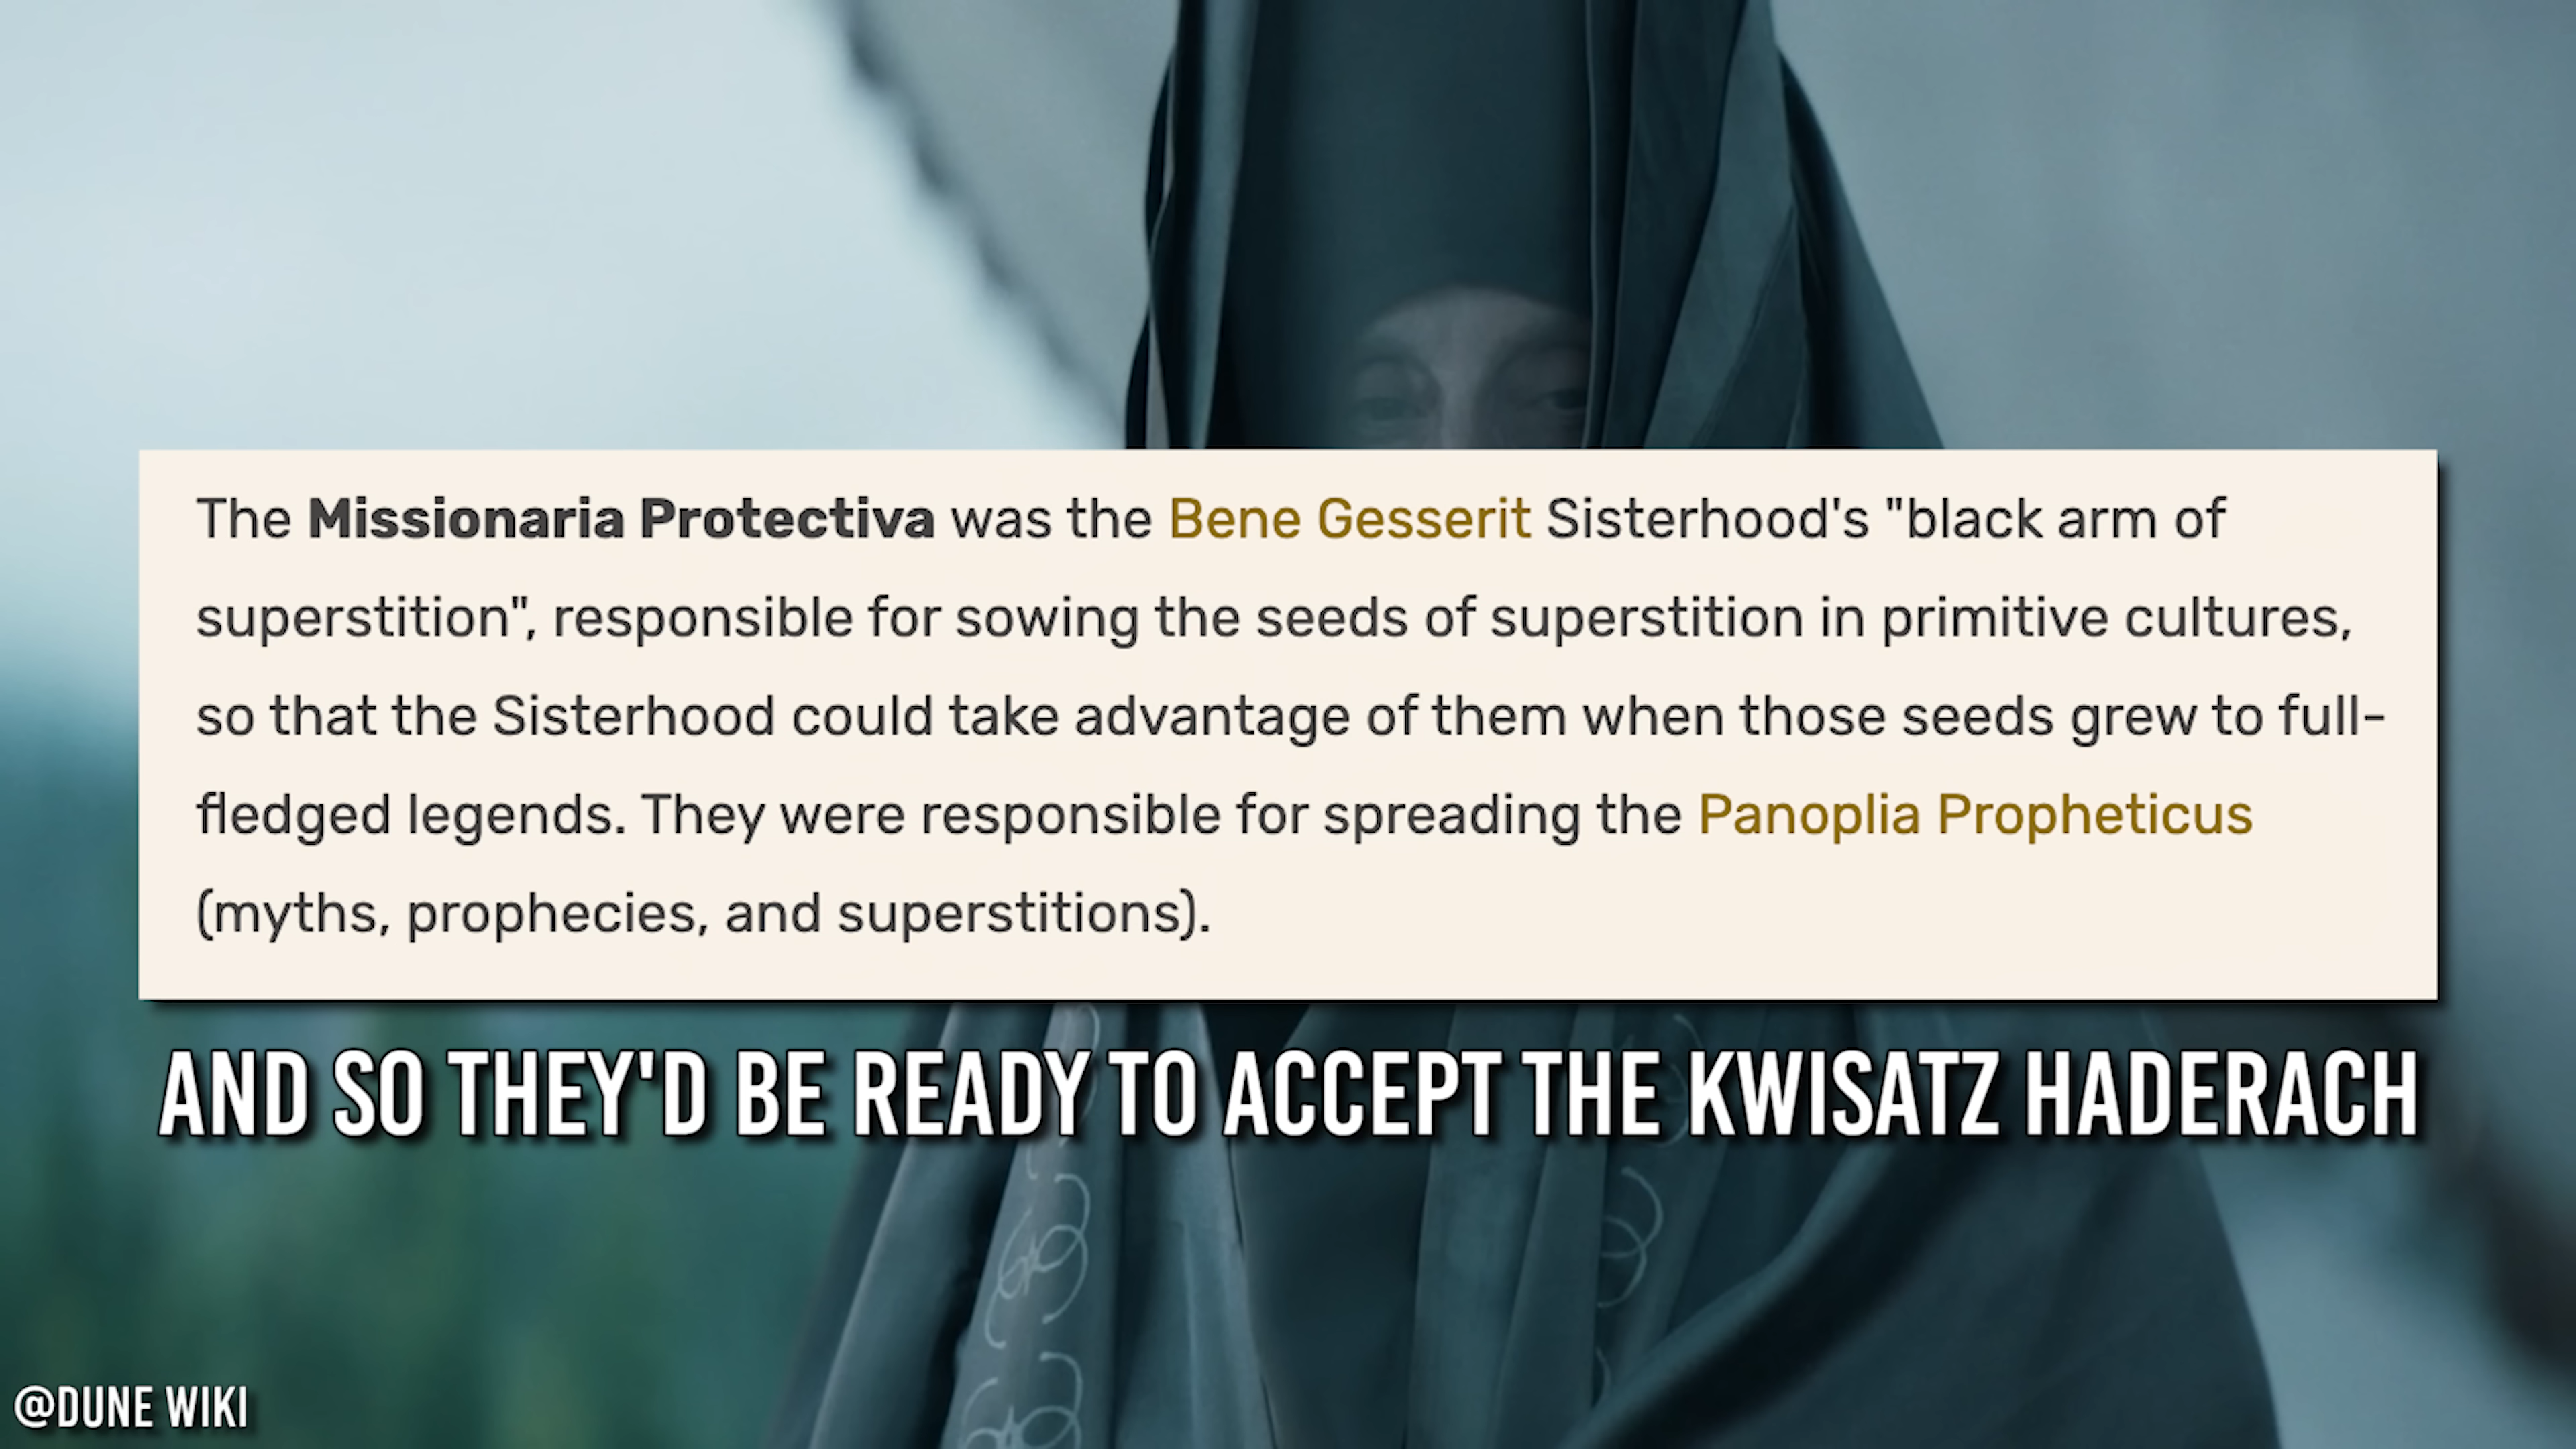 The Missionaria Protectiva was the Bene Gesserit Sisterhood's "black arm of
superstition", responsible for sowing the seeds of superstition in primitive cultures,
so that the Sisterhood could take advantage of them when those seeds grew to full-
fledged legends. They were responsible for spreading the Panoplia Propheticus
(myths, prophecies, and superstitions).
AND SO THEY'D BE READY TO ACCEPT THE KWISATZ HADERACH
@DUNE WIKI